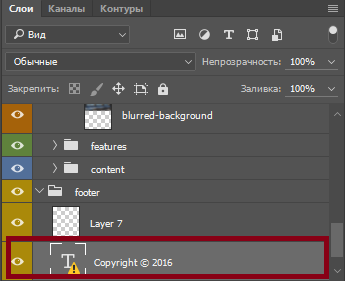 Слои Каналы Контуры
Вид
Обычные Непрозрачность: 100%
Закрепить: Заливка: 100%
blurred-background
features
content
footer
Layer 7
Copyright © 2016